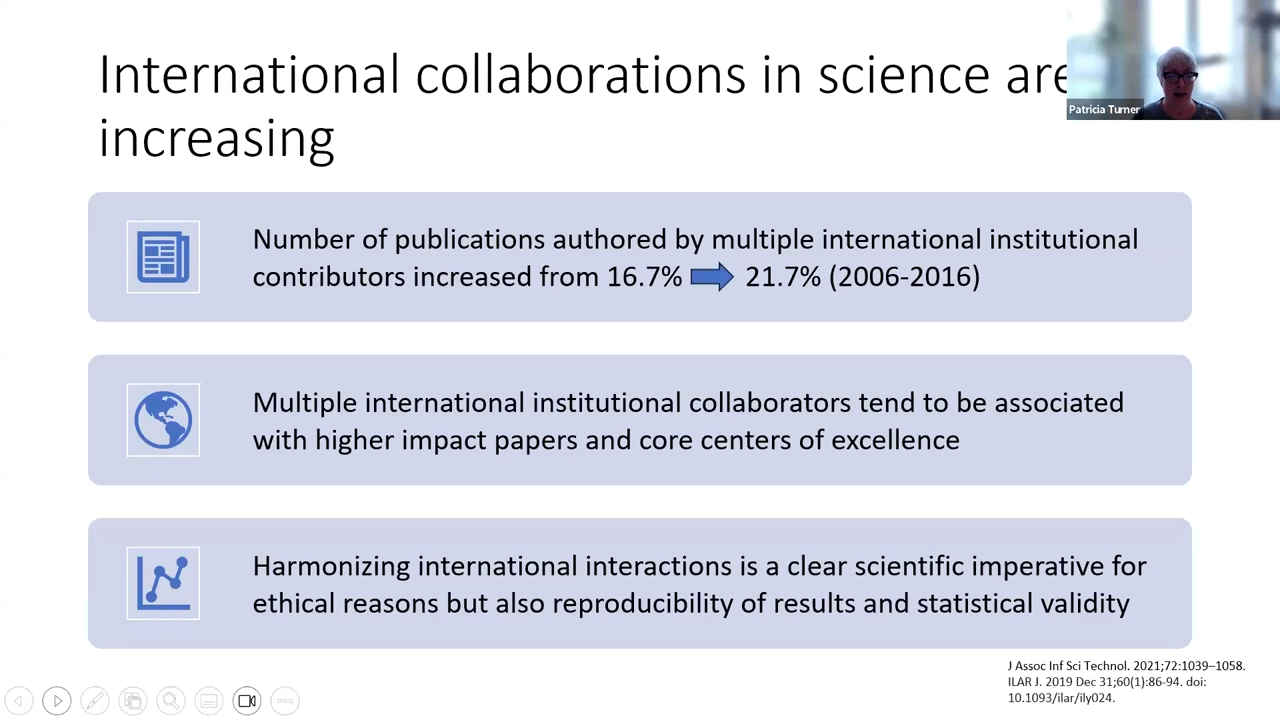 International collaborations in science are
increasing
Patricia Turner
Number of publications authored by multiple international institutional
contributors increased from 16.7% 21.7% (2006-2016)
Multiple international institutional collaborators tend to be associated
with higher impact papers and core centers of excellence
Harmonizing international interactions is a clear scientific imperative for
ethical reasons but also reproducibility of results and statistical validity
J Assoc Inf Sci Technol. 2021;72:1039–1058.
ILAR J. 2019 Dec 31;60(1):86-94. doi:
10.1093/ilar/ily024.